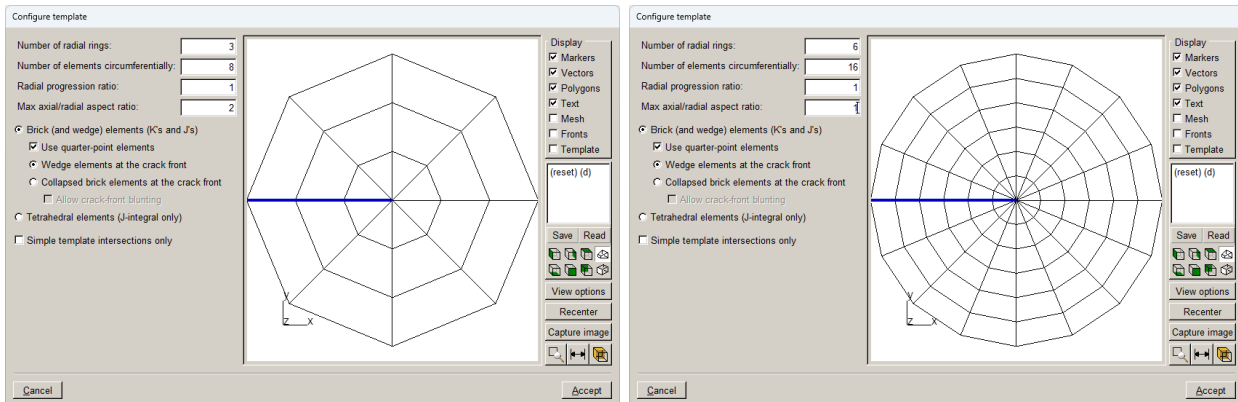 Configure template
Number of radial rings: 3
Number of elements circumferentially: 8
Radial progression ratio: 1
Max axial/radial aspect ratio: 2
Brick (and wedge) elements (K's and J's)
Use quarter-point elements
Wedge elements at the crack front
Collapsed brick elements at the crack front
Allow crack-front blunting
Tetrahedral elements (J-integral only)
Simple template intersections only
Y
Z X
Display
Markers
Vectors
Polygons
Text
Mesh
Fronts
Template
(reset) (d)
Save Read
View options
Recenter
Capture image
Cancel Accept
Configure template
Number of radial rings: 6
Number of elements circumferentially: 16
Radial progression ratio: 1
Max axial/radial aspect ratio: 1
Brick (and wedge) elements (K's and J's)
Use quarter-point elements
Wedge elements at the crack front
Collapsed brick elements at the crack front
Allow crack-front blunting
Tetrahedral elements (J-integral only)
Simple template intersections only
Y
Z X
Display
Markers
Vectors
Polygons
Text
Mesh
Fronts
Template
(reset) (d)
Save Read
View options
Recenter
Capture image
Cancel Accept